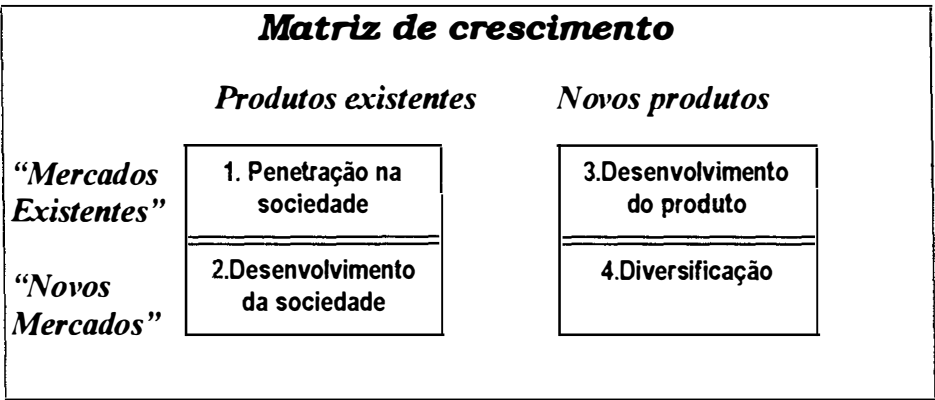 Matriz de crescimento
Produtos existentes
Novos produtos
“Mercados
Existentes”
1. Penetração na
sociedade
3.Desenvolvimento
do produto
“Novos
Mercados”
2.Desenvolvimento
da sociedade
4.Diversificação